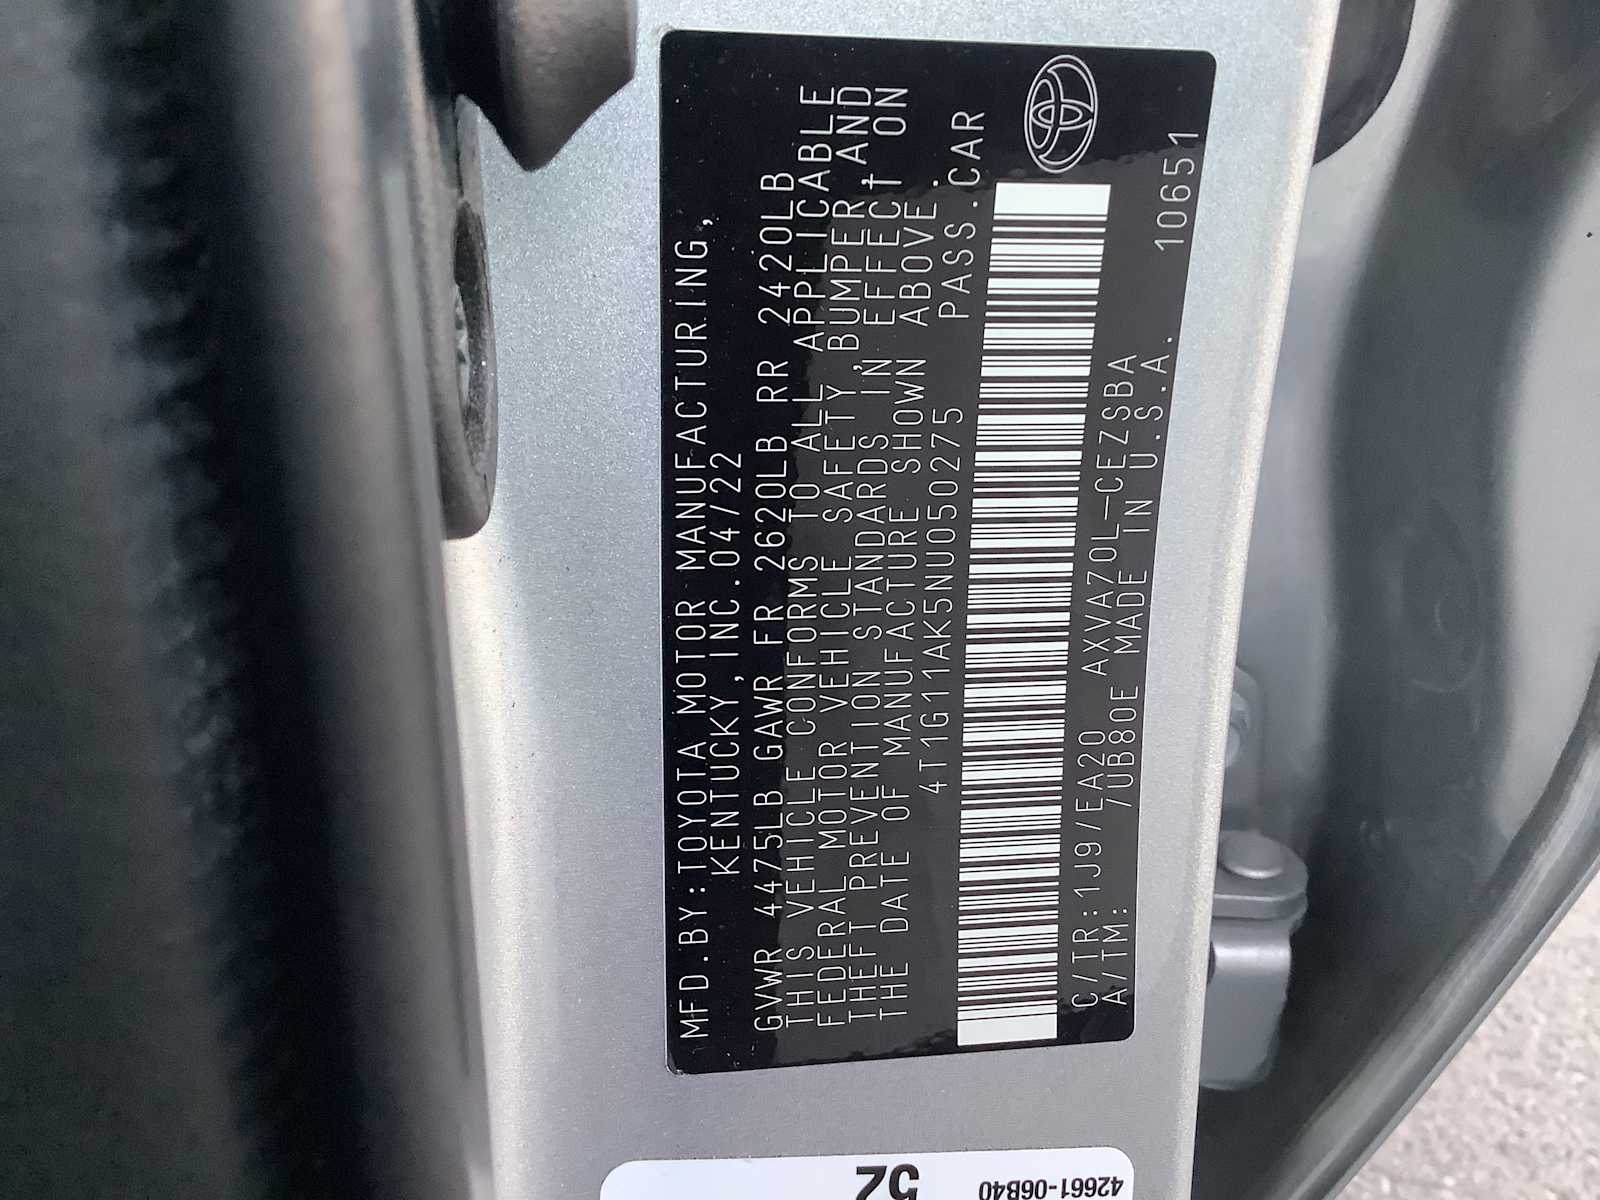 MFD.BY:TOYOTA MOTOR MANUFACTURING,
KENTUCKY,INC.04/22
GVWR 4475LB GAWR FR 2620LB RR 2420LB
THIS VEHICLE CONFORMS TO ALL APPLICABLE
FEDERAL MOTOR VEHICLE SAFETY,BUMPER,AND
THEFT PREVENTION STANDARDS IN EFFECT ON
THE DATE OF MANUFACTURE SHOWN ABOVE.
4T1G11AK5NU050275 PASS.CAR
C/TR:1J9/EA20 AXVA70L-CEZSBA
A/TM: /UB80E MADE IN U.S.A. 10651
52
42661-06B40